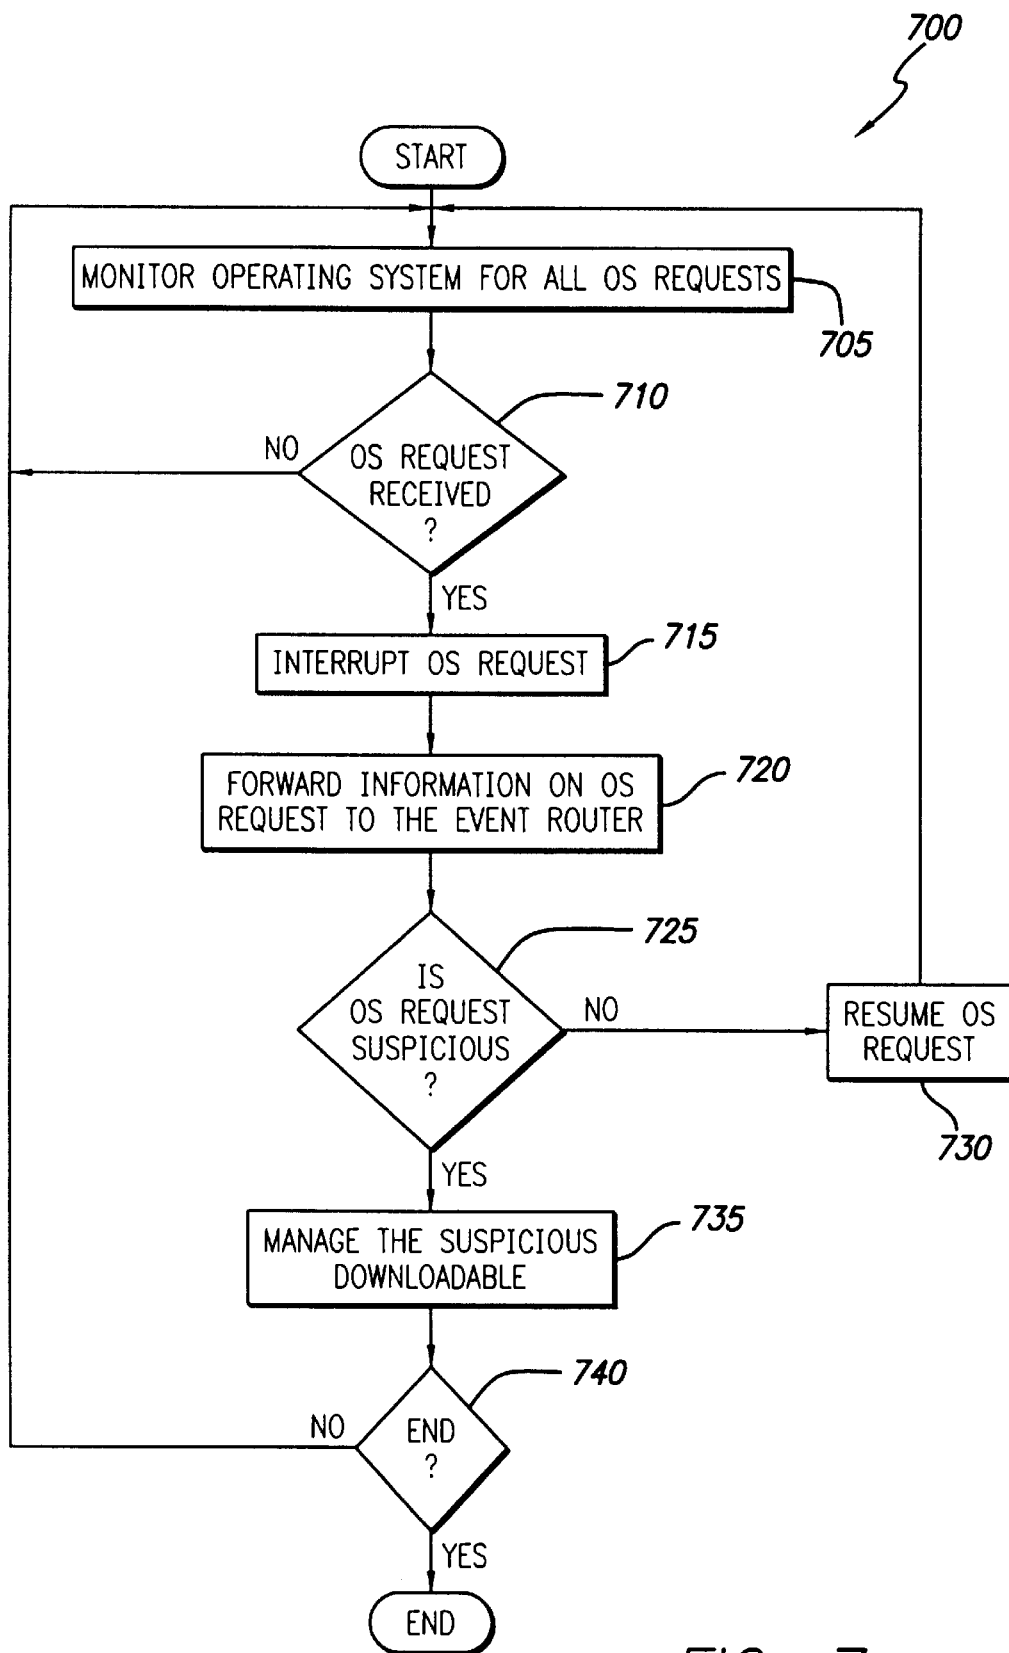 700
START
MONITOR OPERATING SYSTEM FOR ALL OS REQUESTS
705
710
NO
OS REQUEST
RECEIVED
?
YES
715
INTERRUPT OS REQUEST
720
FORWARD INFORMATION ON OS
REQUEST TO THE EVENT ROUTER
725
IS
OS REQUEST
SUSPICIOUS
?
NO
RESUME OS
REQUEST
730
YES
735
MANAGE THE SUSPICIOUS
DOWNLOADABLE
740
NO
END
?
YES
END